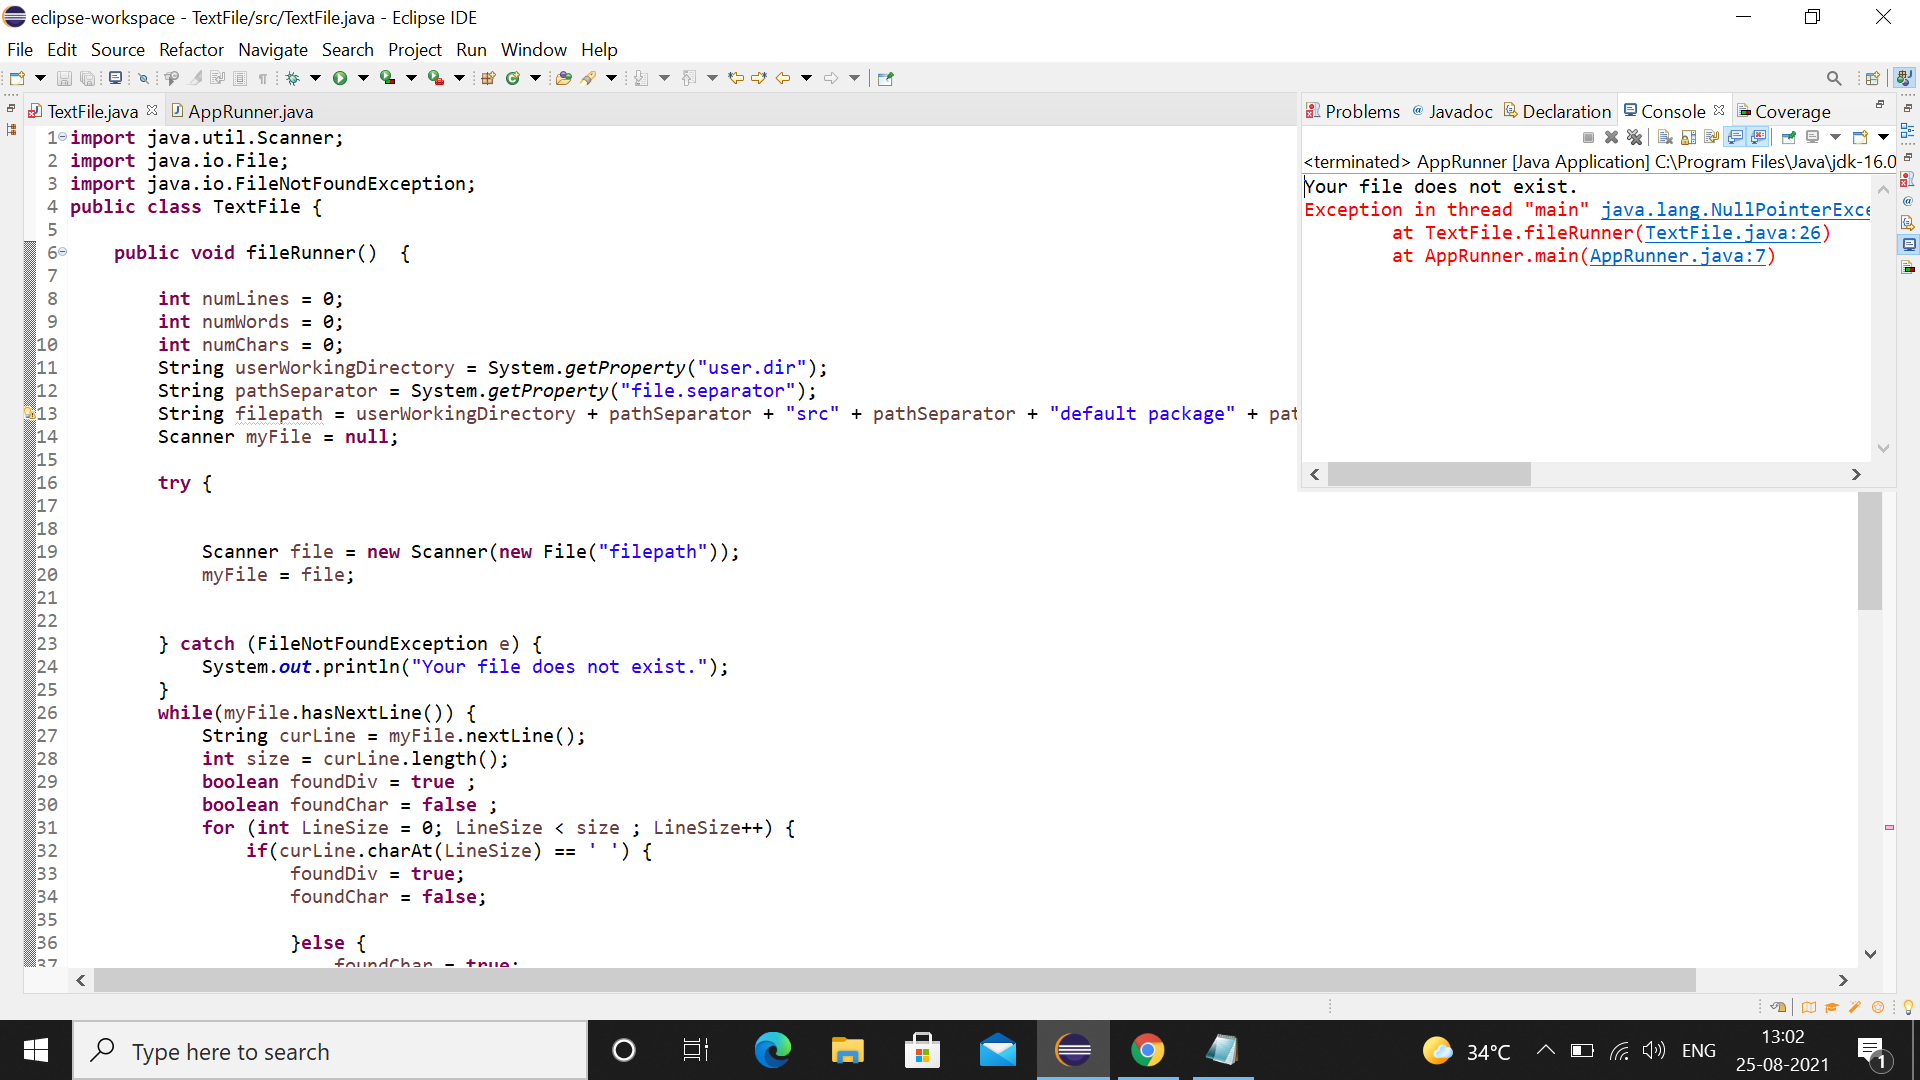 eclipse-workspace - TextFile/src/TextFile.java - Eclipse IDE
File Edit Source Refactor Navigate Search Project Run Window Help
TextFile.java AppRunner.java
1 import java.util.Scanner;
2 import java.io.File;
3 import java.io.FileNotFoundException;
4 public class TextFile {
5
6 public void fileRunner() {
7
8 int numLines = 0;
9 int numWords = 0;
10 int numChars = 0;
11 String userWorkingDirectory = System.getProperty("user.dir");
12 String pathSeparator = System.getProperty("file.separator");
13 String filepath = userWorkingDirectory + pathSeparator + "src" + pathSeparator + "default package" + pat
14 Scanner myFile = null;
15
16 try {
17
18
19 Scanner file = new Scanner(new File("filepath"));
20 myFile = file;
21
22
23 } catch (FileNotFoundException e) {
24 System.out.println("Your file does not exist.");
25 }
26 while(myFile.hasNextLine()) {
27 String curLine = myFile.nextLine();
28 int size = curLine.length();
29 boolean foundDiv = true ;
30 boolean foundChar = false ;
31 for (int LineSize = 0; LineSize < size ; LineSize++) {
32 if(curLine.charAt(LineSize) == ' ') {
33 foundDiv = true;
34 foundChar = false;
35
36 }else {
37 foundChar = true;
Problems @ Javadoc Declaration Console Coverage
<terminated> AppRunner [Java Application] C:\Program Files\Java\jdk-16.0
Your file does not exist.
Exception in thread "main" java.lang.NullPointerExce
at TextFile.fileRunner(TextFile.java:26)
at AppRunner.main(AppRunner.java:7)
Type here to search
34°C
ENG
13:02
25-08-2021
1